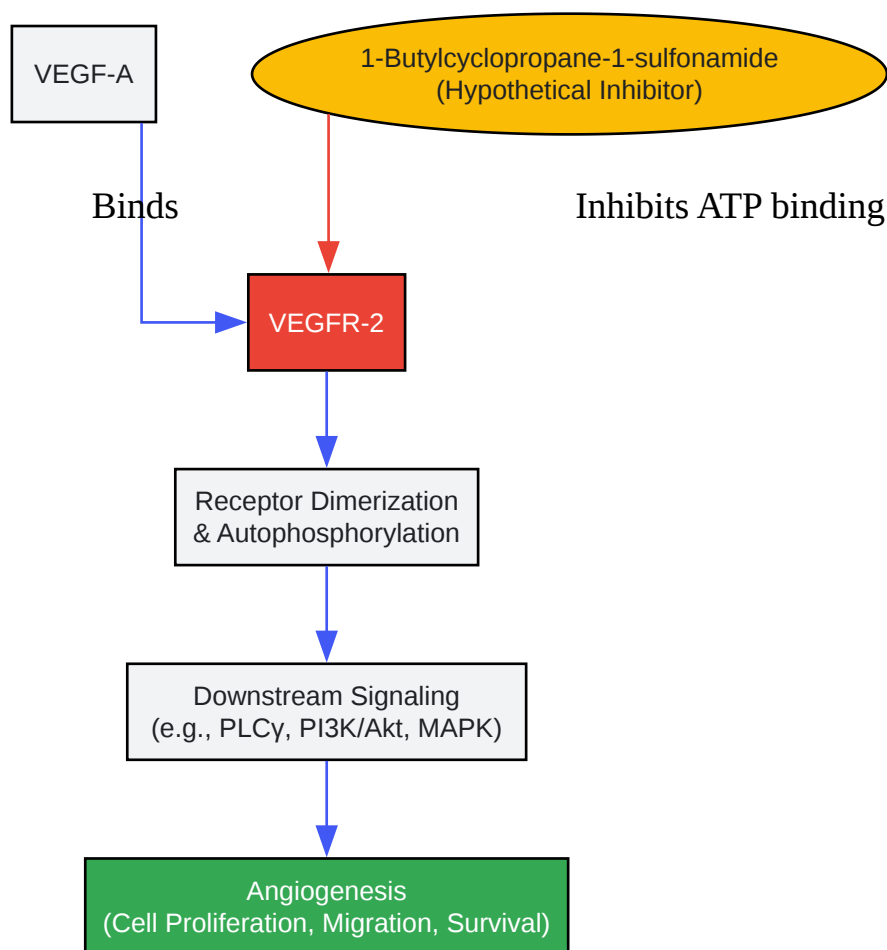 VEGF-A
1-Butylcyclopropane-1-sulfonamide
(Hypothetical Inhibitor)
Binds
Inhibits ATP binding
VEGFR-2
Receptor Dimerization
& Autophosphorylation
Downstream Signaling
(e.g., PLCγ, PI3K/Akt, MAPK)
Angiogenesis
(Cell Proliferation, Migration, Survival)